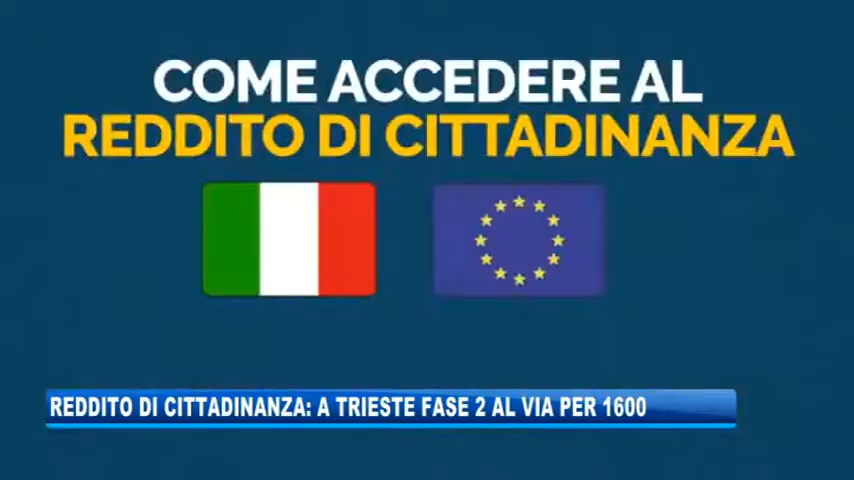 COME ACCEDERE AL
REDDITO DI CITTADINANZA
REDDITO DI CITTADINANZA: A TRIESTE FASE 2 AL VIA PER 1600